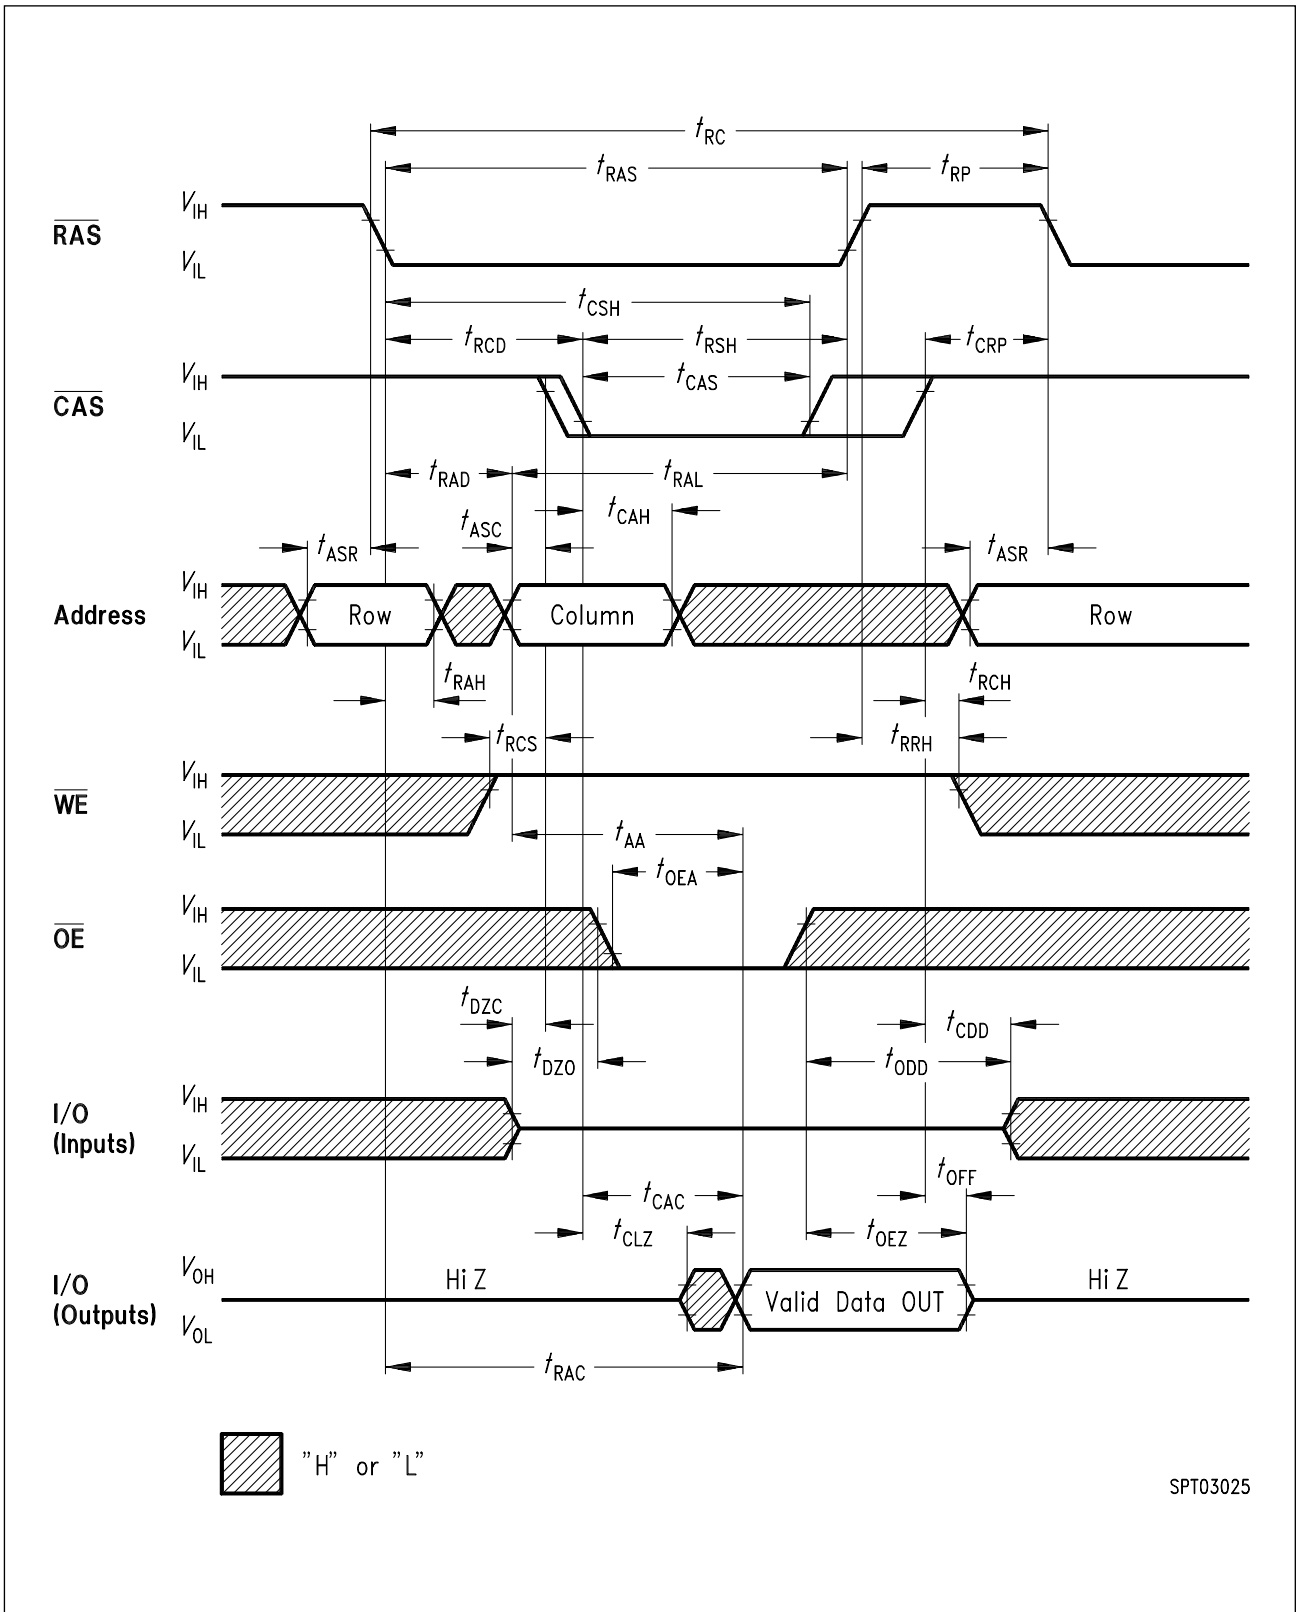 tRC
tRAS tRP
RAS VIH
VIL
tCSH
tRCD tRSH tCRP
CAS VIH tCAS
VIL
tRAD tRAL
tASC tCAH
tASR tASR
Address VIH
Row Column Row
VIL
tRAH tRCH
tRCS tRRH
WE VIH
VIL
tAA
tOEA
OE VIH
VIL
tDZC tCDD
tDZO tODD
I/O (Inputs) VIH
VIL
tOFF
tCAC
tCLZ tOEZ
I/O (Outputs) VOH
Hi Z Valid Data OUT Hi Z
VOL
tRAC
"H" or "L"
SPT03025